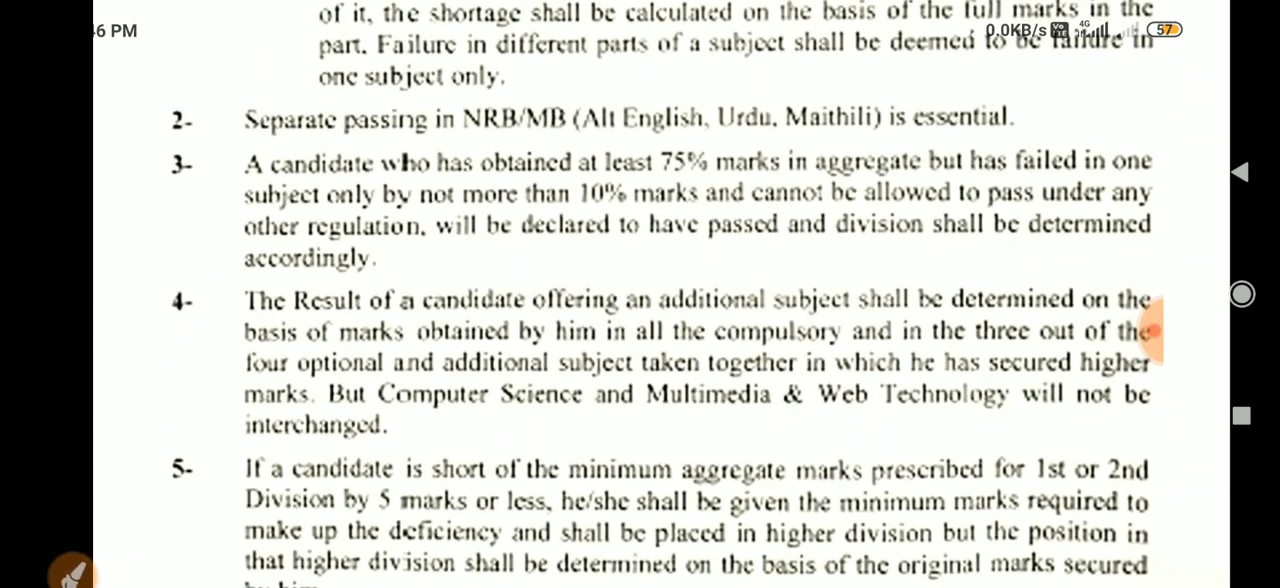 of it, the shortage shall be calculated on the basis of the full marks in the
:46 PM
0.0KB/s Vo LTE 4G 57
part. Failure in different parts of a subject shall be deemed to be failure in
one subject only.
2- Separate passing in NRB/MB (Alt English, Urdu, Maithili) is essential.
3- A candidate who has obtained at least 75% marks in aggregate but has failed in one
subject only by not more than 10% marks and cannot be allowed to pass under any
other regulation, will be declared to have passed and division shall be determined
accordingly.
4- The Result of a candidate offering an additional subject shall be determined on the
basis of marks obtained by him in all the compulsory and in the three out of the
four optional and additional subject taken together in which he has secured higher
marks. But Computer Science and Multimedia & Web Technology will not be
interchanged.
5- If a candidate is short of the minimum aggregate marks prescribed for 1st or 2nd
Division by 5 marks or less, he/she shall be given the minimum marks required to
make up the deficiency and shall be placed in higher division but the position in
that higher division shall be determined on the basis of the original marks secured